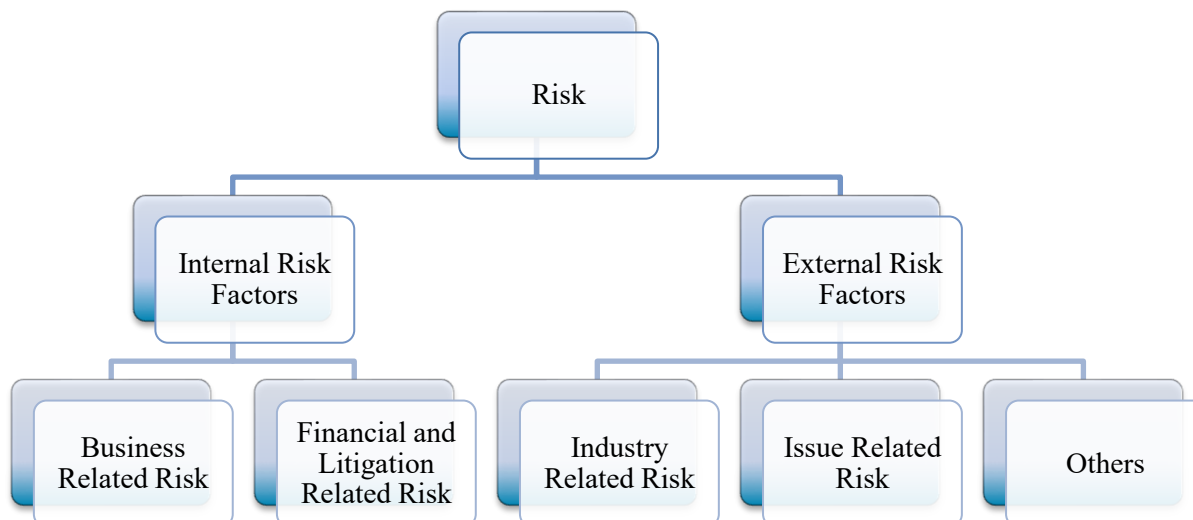 Risk
Internal Risk
Factors
External Risk
Factors
Business
Related Risk
Financial and
Litigation
Related Risk
Industry
Related Risk
Issue Related
Risk
Others